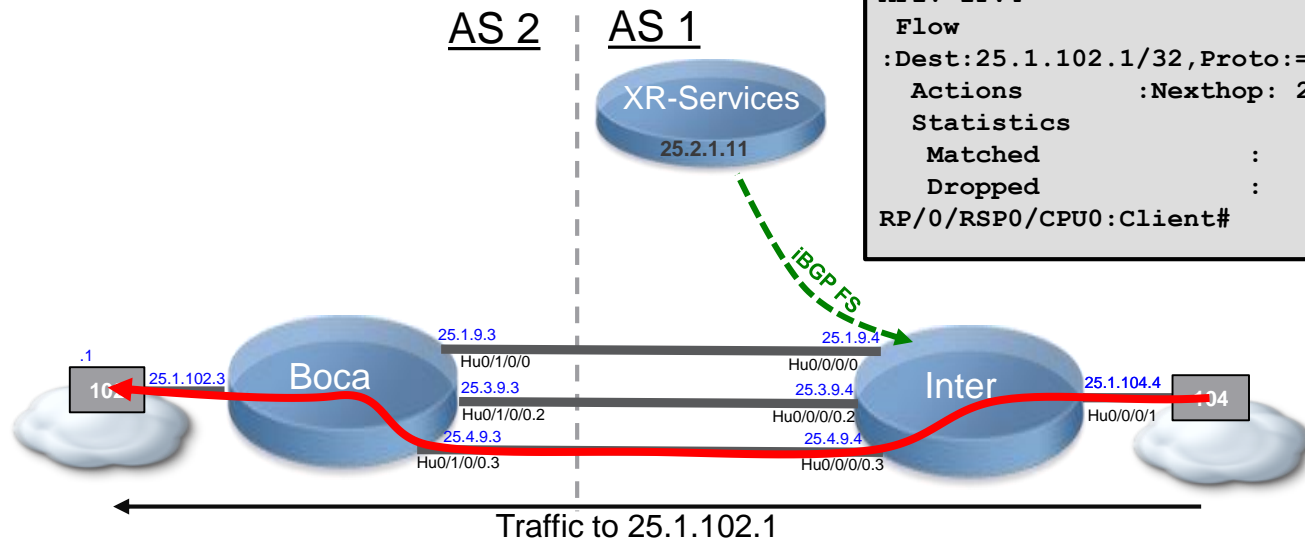 AS 2
AS 1
Flow
:Dest:25.1.102.1/32,Proto:=
Actions :Nexthop: 2
Statistics
Matched :
Dropped :
RP/0/RSP0/CPU0:Client#
XR-Services
25.2.1.11
iBGP FS
25.1.9.3
25.1.9.4
Hu0/1/0/0
Hu0/0/0/0
.1
Boca
Inter
25.1.102.3
25.3.9.3
25.3.9.4
25.1.104.4
Hu0/1/0/0.2
Hu0/0/0/0.2
Hu0/0/0/1
25.4.9.3
25.4.9.4
Hu0/1/0/0.3
Hu0/0/0/0.3
Traffic to 25.1.102.1